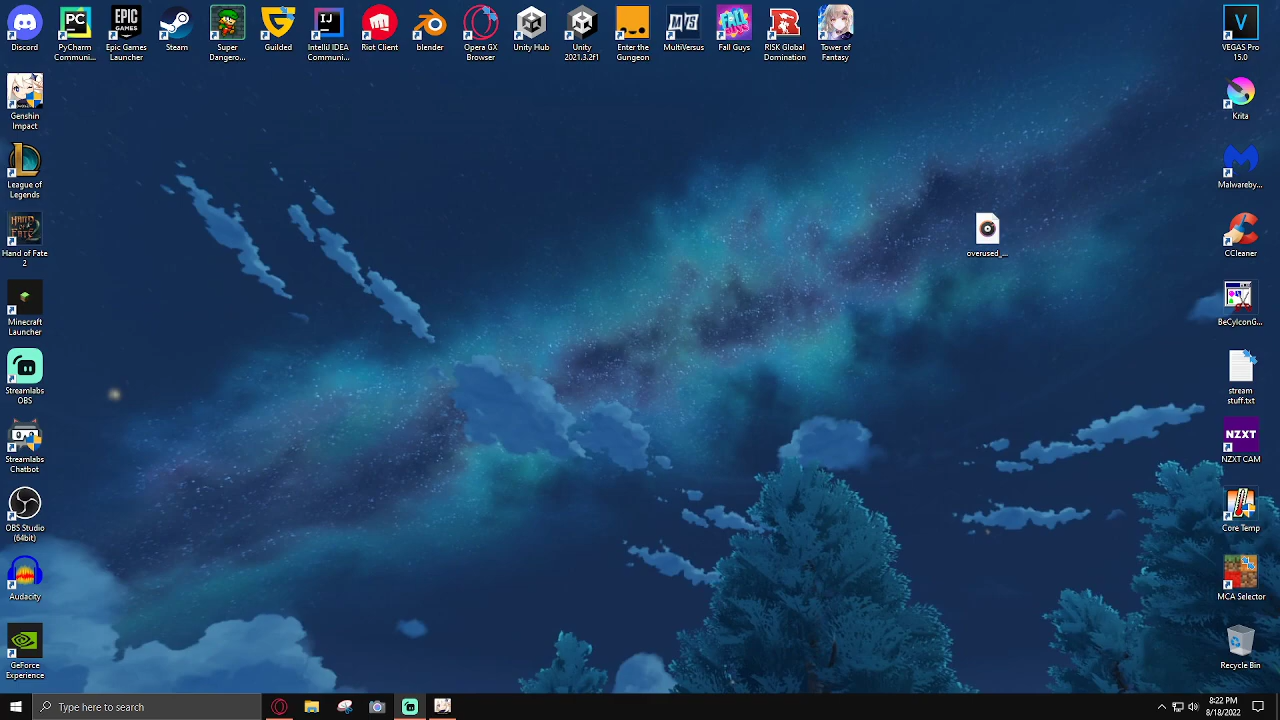 Discord
PyCharm
Communi...
Epic Games
Launcher
Steam
Super
Dangero...
Guilded
IntelliJ IDEA
Communi...
Riot Client
blender
Opera GX
Browser
Unity Hub
Unity
2021.3.2f1
Enter the
Gungeon
MultiVersus
Fall Guys
RISK Global
Domination
Tower of
Fantasy
VEGAS Pro
15.0
Genshin
Impact
Krita
League of
Legends
Malwareby...
Hand of Fate
2
overused_...
CCleaner
Minecraft
Launcher
BeCyIconG...
Streamlabs
OBS
stream
stuff.txt
Streamlabs
Chatbot
NZXT
NZXT CAM
OBS Studio
(64bit)
Core Temp
Audacity
MCA Selector
GeForce
Experience
Recycle Bin
Type here to search
8:22 PM
8/18/2022